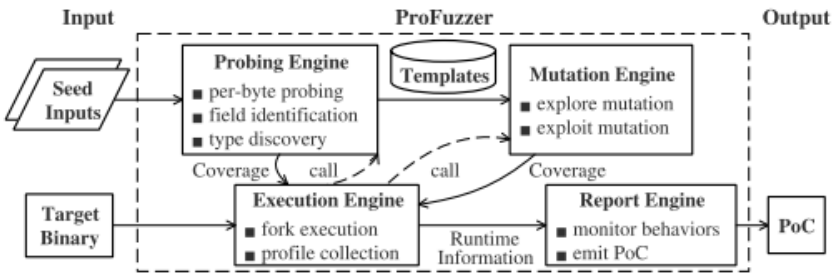 Input
ProFuzzer
Output
Seed
Inputs
Probing Engine
■ per-byte probing
■ field identification
■ type discovery
Templates
Mutation Engine
■ explore mutation
■ exploit mutation
Coverage
call
call
Coverage
Target
Binary
Execution Engine
■ fork execution
■ profile collection
Runtime
Information
Report Engine
■ monitor behaviors
■ emit PoC
PoC